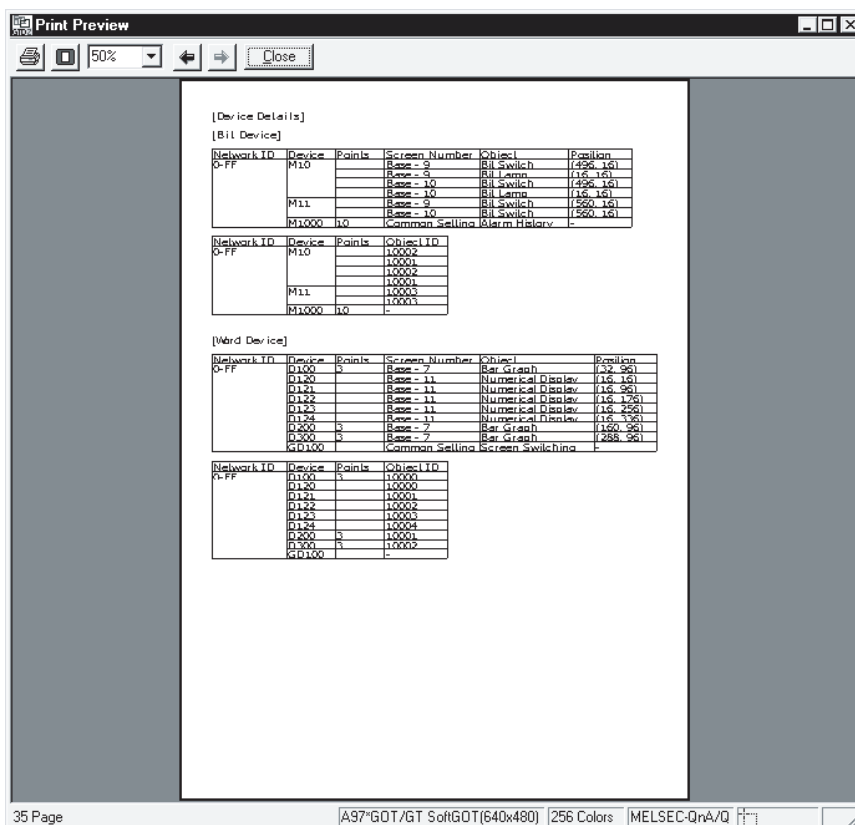 Print Preview
50%
Close
[Device Details]
[Bit Device]
Network ID Device Points Screen Number Object Position
0-FF M10 Base - 9 Bit Switch (496, 16)
Base - 9 Bit Lamp (16, 16)
Base - 10 Bit Switch (496, 16)
Base - 10 Bit Lamp (16, 16)
M11 Base - 9 Bit Switch (560, 16)
Base - 10 Bit Switch (560, 16)
M1000 10 Common Setting Alarm History -
Network ID Device Points Object ID
0-FF M10 10002
10001
10002
10001
M11 10003
10003
M1000 10 -
[Word Device]
Network ID Device Points Screen Number Object Position
0-FF D100 3 Base - 7 Bar Graph (32, 96)
D120 Base - 11 Numerical Display (16, 16)
D121 Base - 11 Numerical Display (16, 96)
D122 Base - 11 Numerical Display (16, 176)
D123 Base - 11 Numerical Display (16, 256)
D124 Base - 11 Numerical Display (16, 336)
D200 3 Base - 7 Bar Graph (160, 96)
D300 3 Base - 7 Bar Graph (288, 96)
GD100 Common Setting Screen Switching -
Network ID Device Points Object ID
0-FF D100 3 10000
D120 10000
D121 10001
D122 10002
D123 10003
D124 10004
D200 3 10001
D300 3 10002
GD100 -
35 Page A97*GOT/GT SoftGOT(640x480) 256 Colors MELSEC-QnA/Q